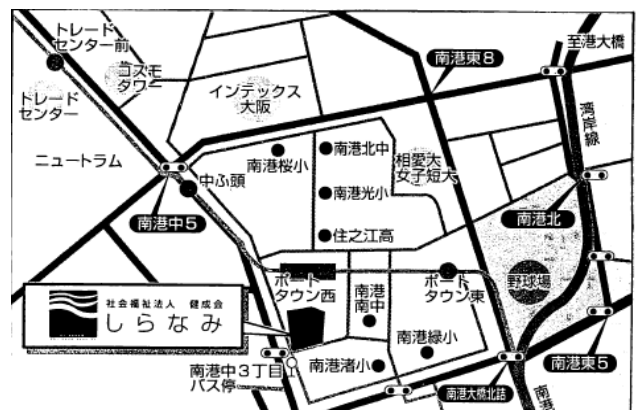 トレード
センター前
コスモ
タワー
トレード
センター
インデックス
大阪
南港東8
至港大橋
湾岸線
ニュートラム
中ふ頭
南港桜小
南港北中
南港光小
住之江高
相愛大
女子短大
南港中5
南港北
社会福祉法人 健成会
しらなみ
ポート
タウン西
南港
南中
ポート
タウン東
野球場
南港中3丁目
バス停
南港渚小
南港緑小
南港大橋北詰
南港東5
南港